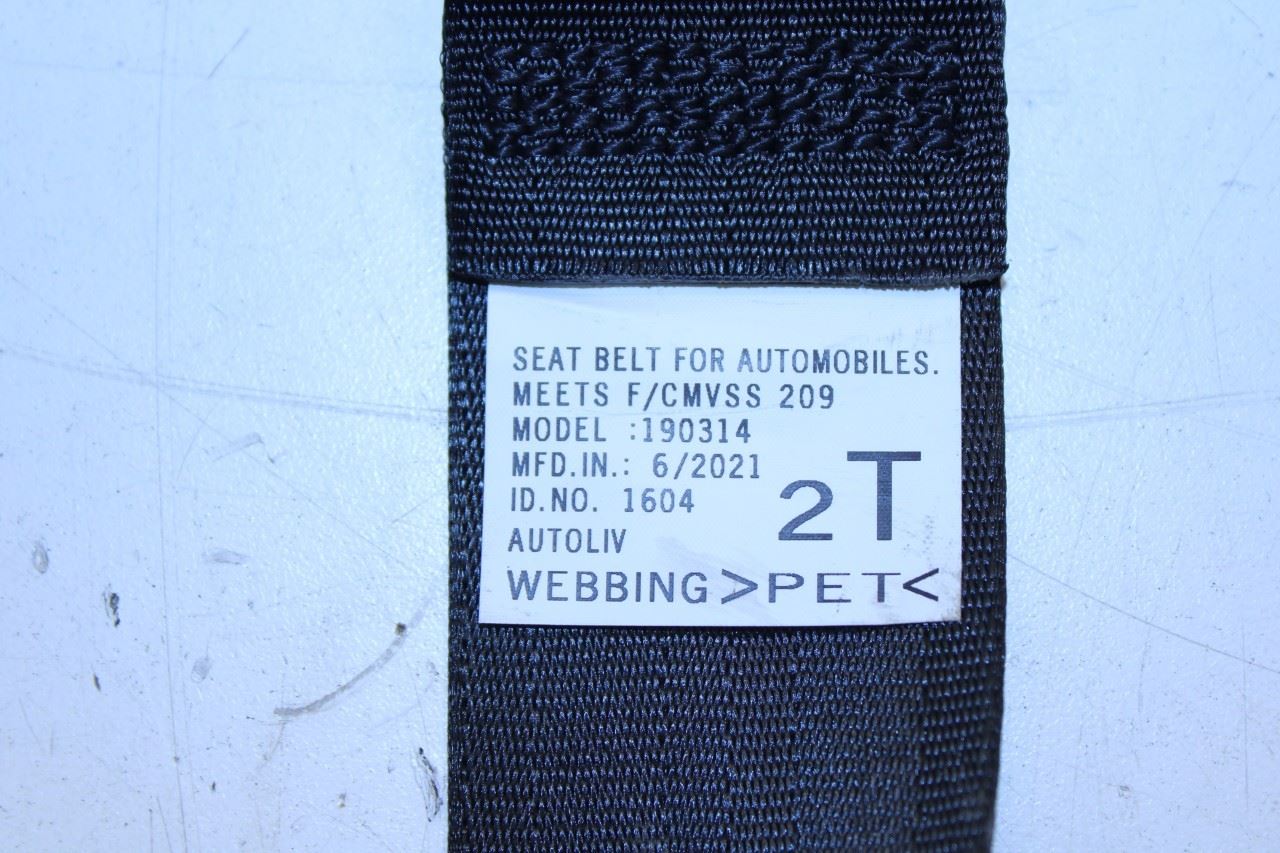 SEAT BELT FOR AUTOMOBILES.
MEETS F/CMVSS 209
MODEL :190314
MFD.IN.: 6/2021
ID.NO. 1604
2T
AUTOLIV
WEBBING >PET<